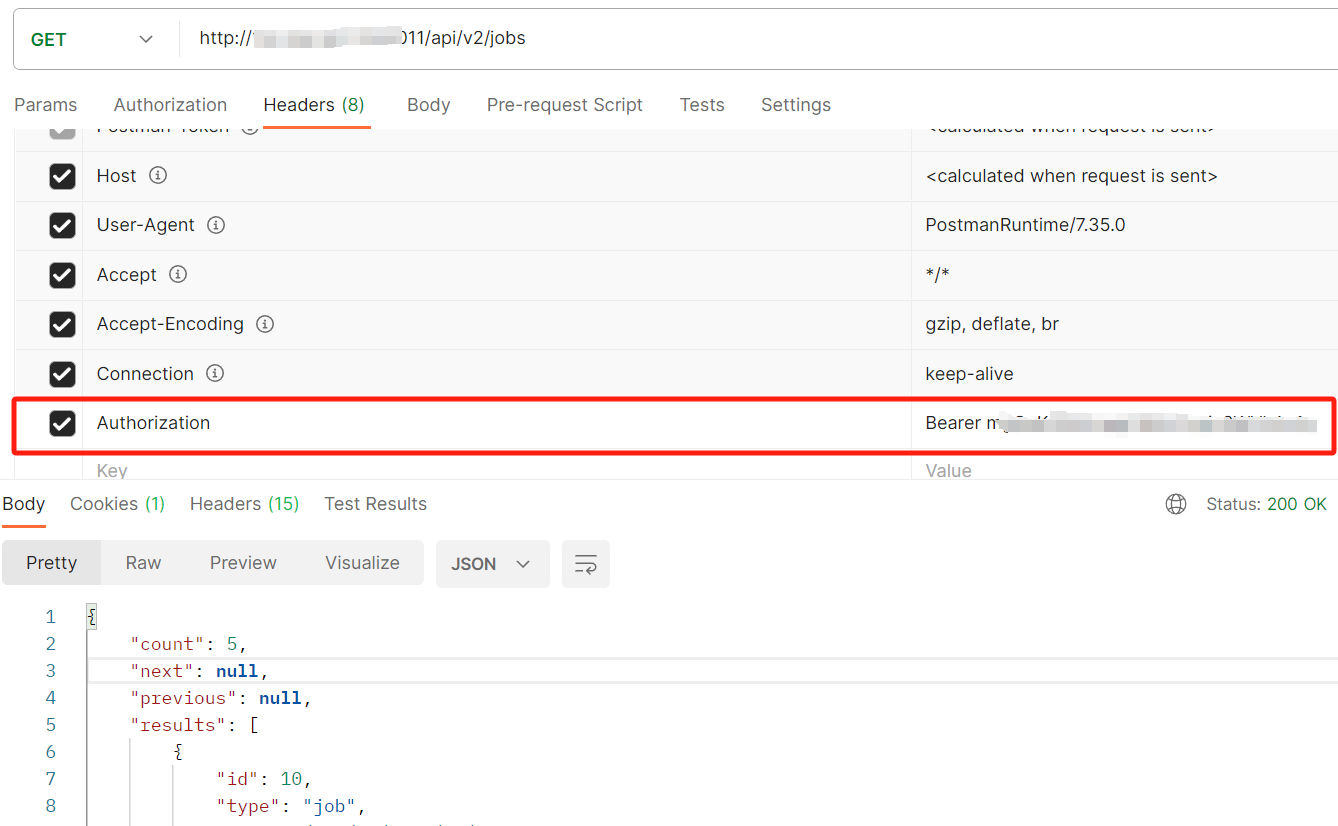 GET http:// 011/api/v2/jobs
Params Authorization Headers (8) Body Pre-request Script Tests Settings
Postman-Token <calculated when request is sent>
Host <calculated when request is sent>
User-Agent PostmanRuntime/7.35.0
Accept */*
Accept-Encoding gzip, deflate, br
Connection keep-alive
Authorization Bearer
Key Value
Body Cookies (1) Headers (15) Test Results Status: 200 OK
Pretty Raw Preview Visualize JSON
1 {
2 "count": 5,
3 "next": null,
4 "previous": null,
5 "results": [
6 {
7 "id": 10,
8 "type": "job",